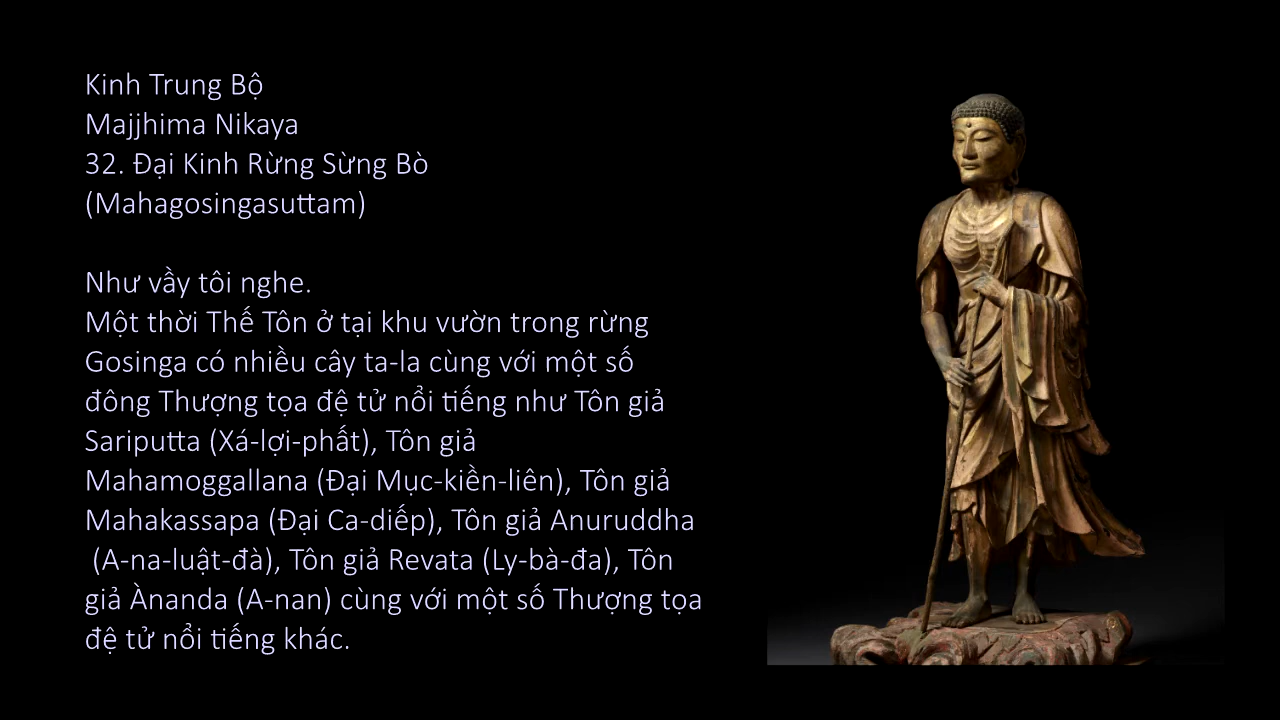 Kinh Trung Bộ
Majjhima Nikaya
32. Đại Kinh Rừng Sừng Bò
(Mahagosingasuttam)
Như vầy tôi nghe.
Một thời Thế Tôn ở tại khu vườn trong rừng
Gosinga có nhiều cây ta-la cùng với một số
đông Thượng tọa đệ tử nổi tiếng như Tôn giả
Sariputta (Xá-lợi-phất), Tôn giả
Mahamoggallana (Đại Mục-kiền-liên), Tôn giả
Mahakassapa (Đại Ca-diếp), Tôn giả Anuruddha
(A-na-luật-đà), Tôn giả Revata (Ly-bà-đa), Tôn
giả Ànanda (A-nan) cùng với một số Thượng tọa
đệ tử nổi tiếng khác.